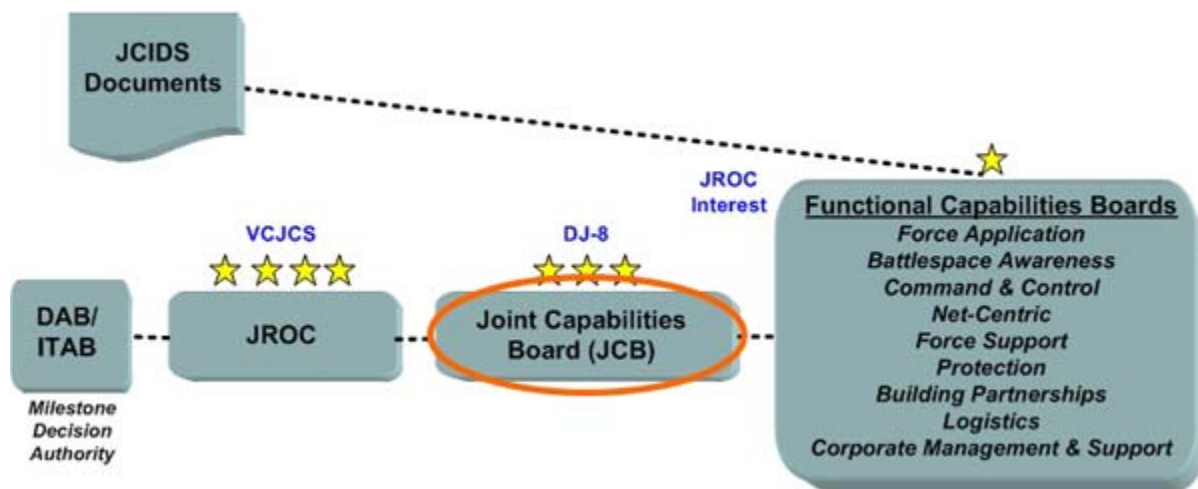 JCIDS
Documents
JROC
Interest
Functional Capabilities Boards
Force Application
Battlespace Awareness
Command & Control
Net-Centric
Force Support
Protection
Building Partnerships
Logistics
Corporate Management & Support
VCJCS
DJ-8
DAB/
ITAB
JROC
Joint Capabilities
Board (JCB)
Milestone
Decision
Authority